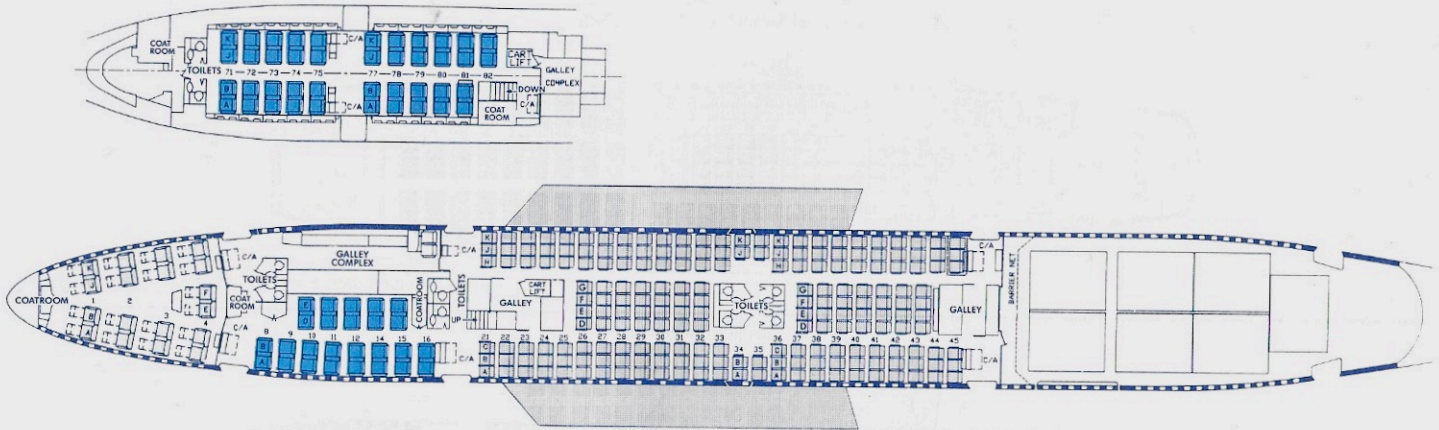 COAT
ROOM
TOILETS
K
J
C/A
K
J
CART
LIFT
GALLEY
COMPLEX
71 72 73 74 75 77 78 79 80 81 82
DOWN
B
A
C/A
B
A
COAT
ROOM
C/A
COATROOM
K
J
C/A
1 2
F
E
B
A
3 4
C/A
COAT
ROOM
TOILETS
GALLEY
COMPLEX
C/A
E
D
COATROOM
TOILETS
UP
8 9 10 11 12 14 15 16
B
A
C/A
K
J
H
GALLEY
CART
LIFT
G
F
E
D
K
J
TOILETS
K
J
H
G
F
E
D
C/A
GALLEY
BARRIER NET
21 22 23 24 25 26 27 28 29 30 31 32 33 34 35 36 37 38 39 40 41 42 43 44 45
C
B
A
B
A
C
B
A
C/A